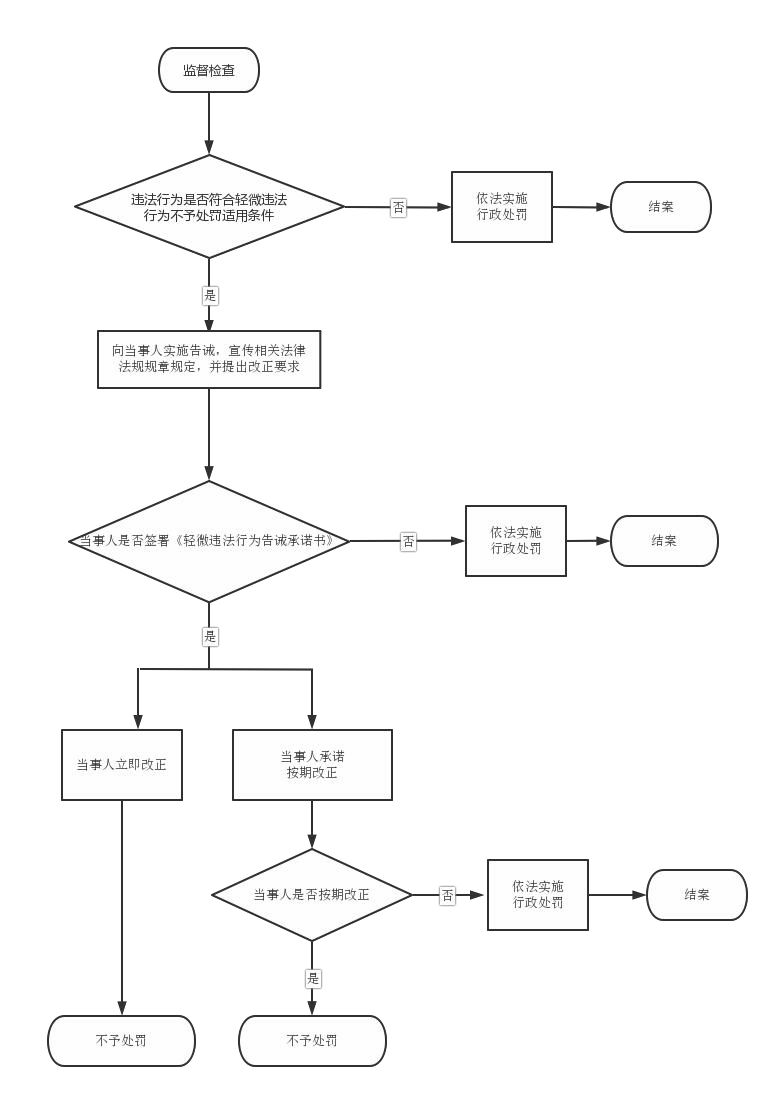 监督检查
违法行为是否符合轻微违法
行为不予处罚适用条件
否
依法实施
行政处罚
结案
是
向当事人实施告诫，宣传相关法律
法规规章规定，并提出改正要求
当事人是否签署《轻微违法行为告诫承诺书》
否
依法实施
行政处罚
结案
是
当事人立即改正
当事人承诺
按期改正
当事人是否按期改正
否
依法实施
行政处罚
结案
是
不予处罚
不予处罚